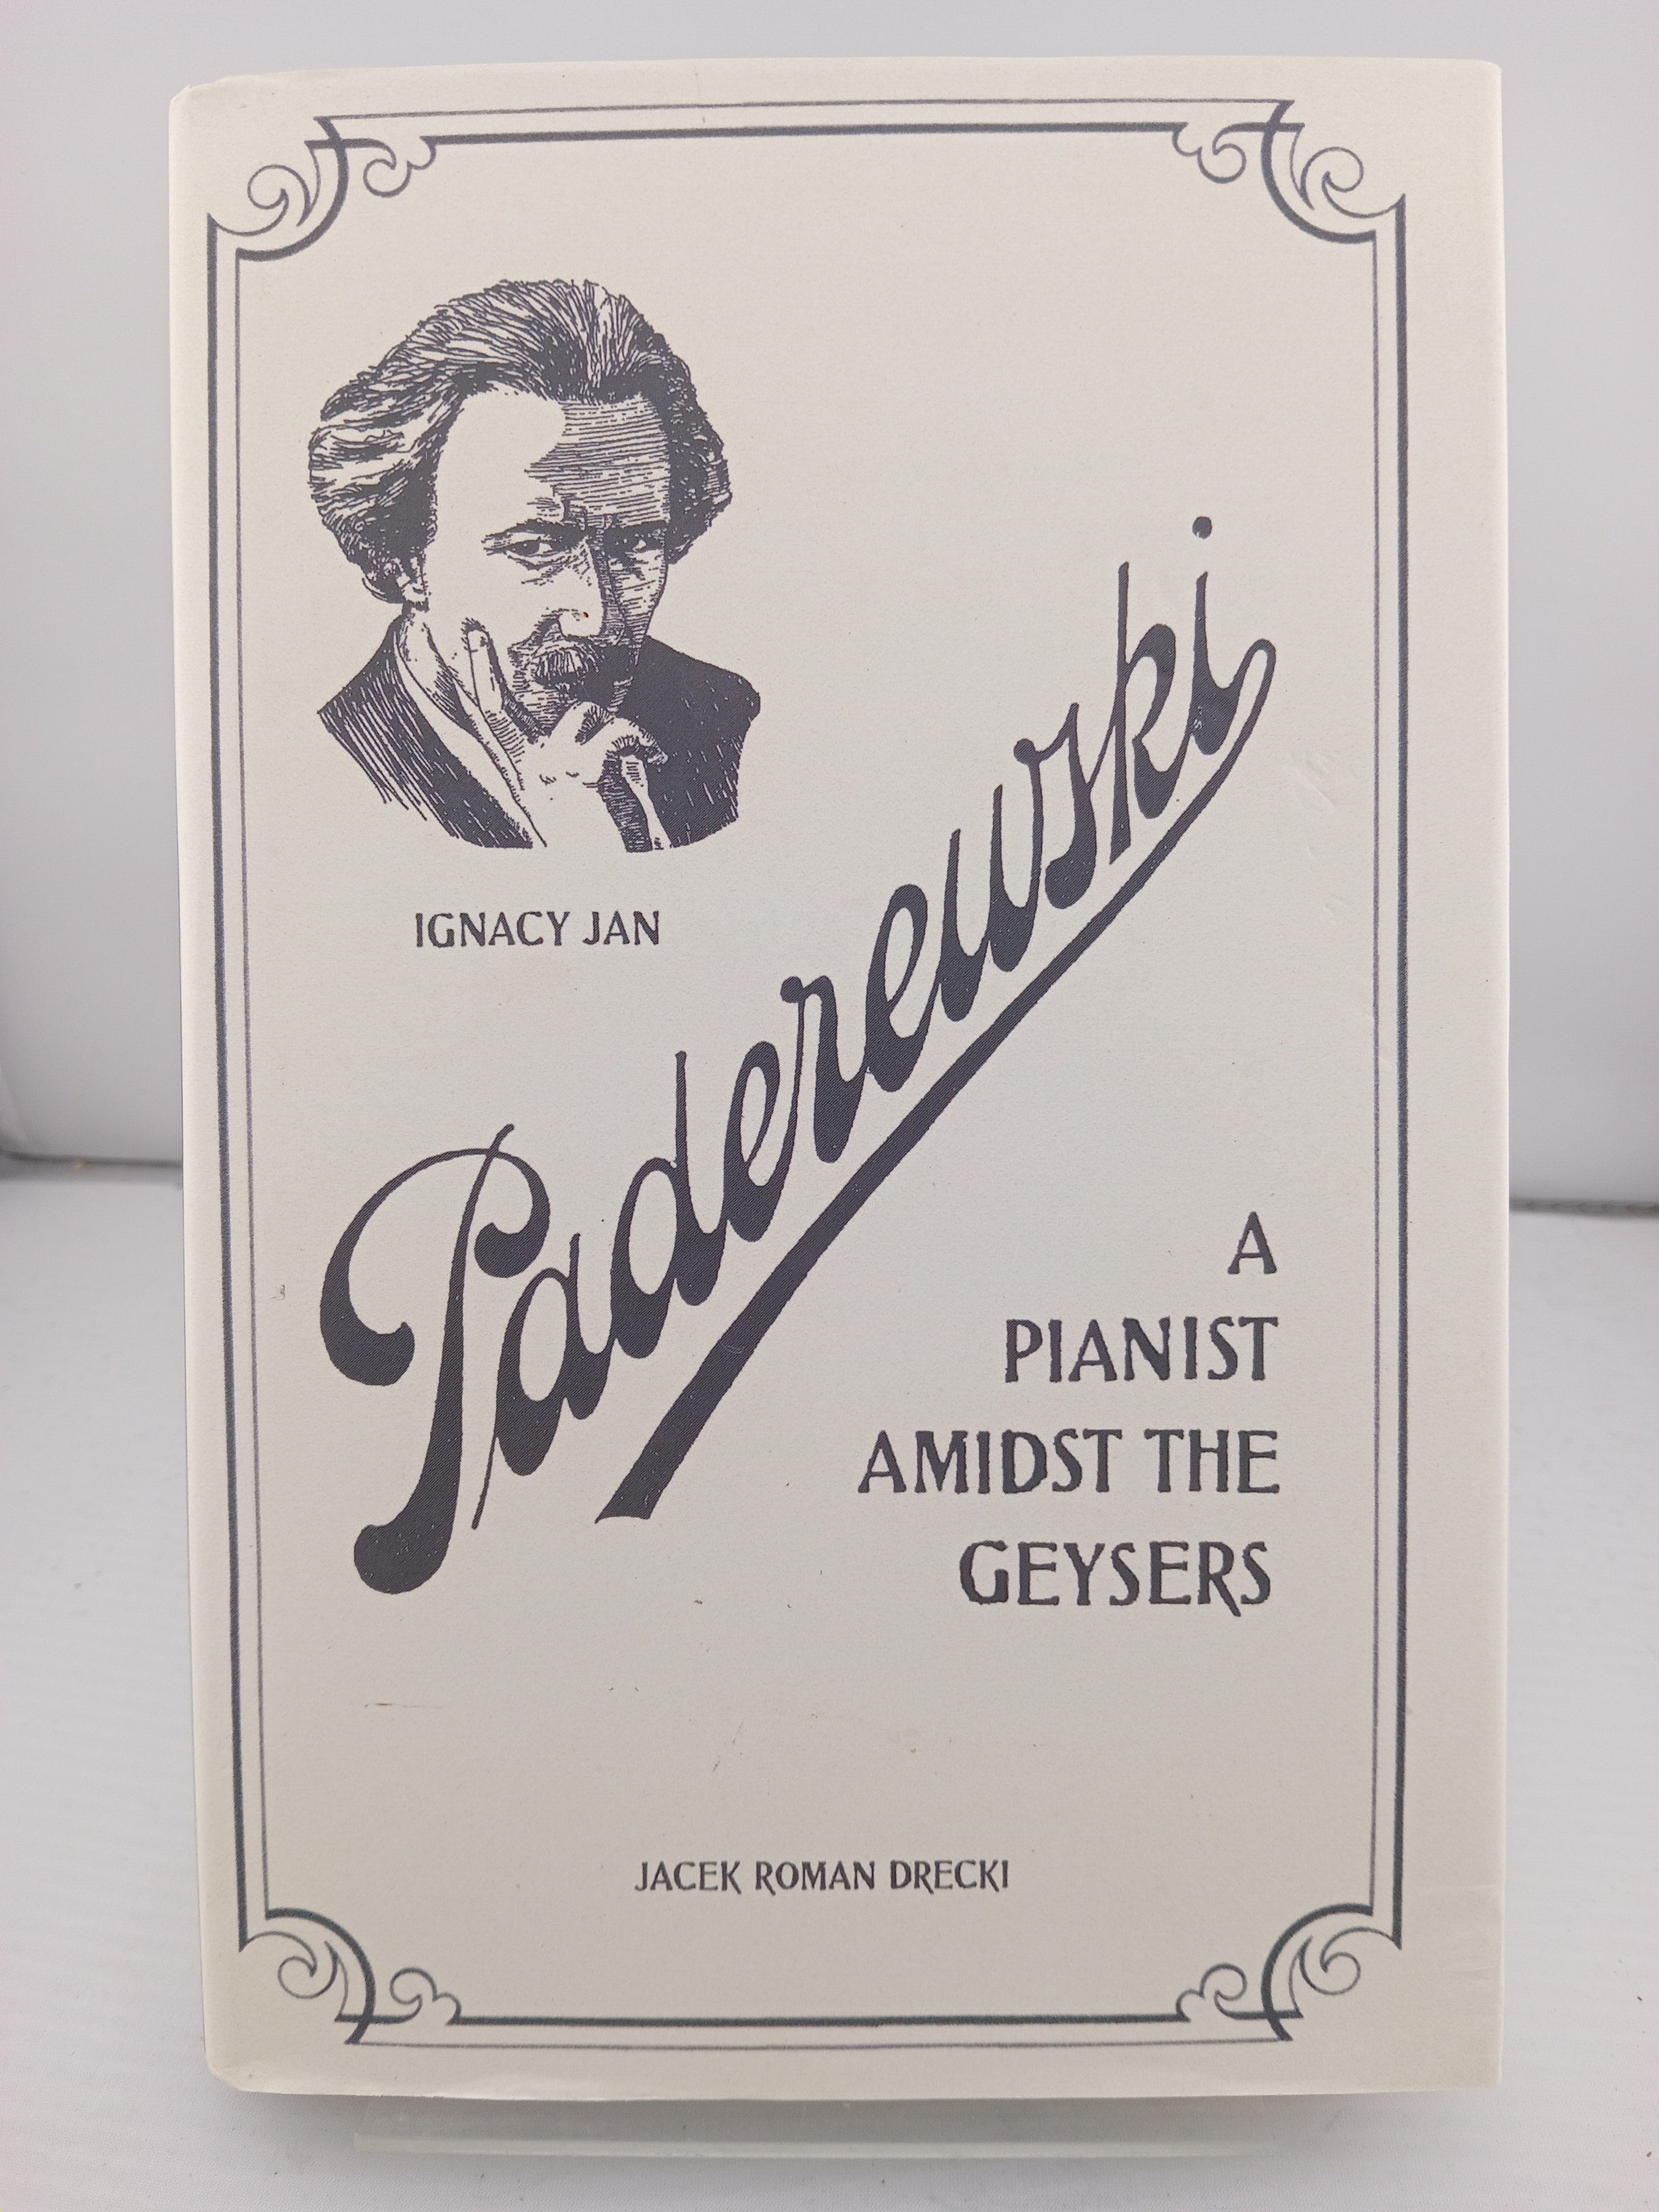 IGNACY JAN
Paderewski
A
PIANIST
AMIDST THE
GEYSERS
JACEK ROMAN DRECKI